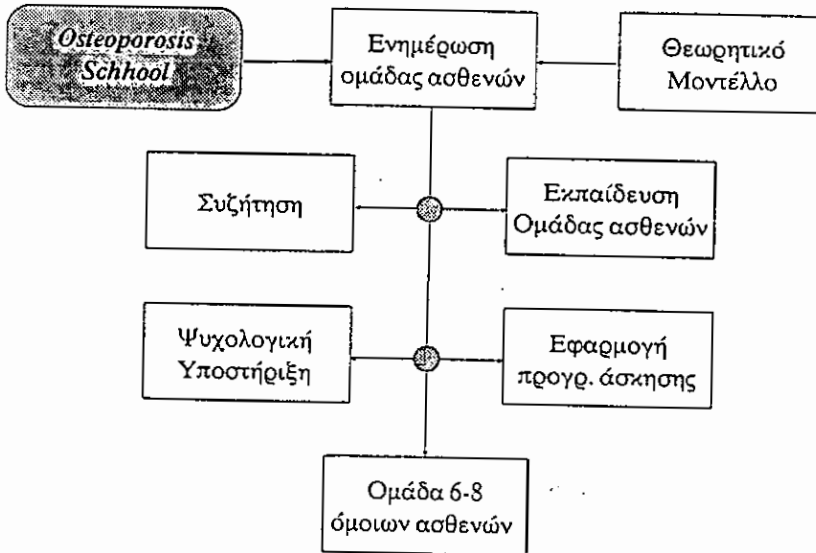 Osteoporosis
Schhool
Ενημέρωση
ομάδας ασθενών
Θεωρητικό
Μοντέλλο
Συζήτηση
Εκπαίδευση
Ομάδας ασθενών
Ψυχολογική
Υποστήριξη
Εφαρμογή
προγρ. άσκησης
Ομάδα 6-8
όμοιων ασθενών